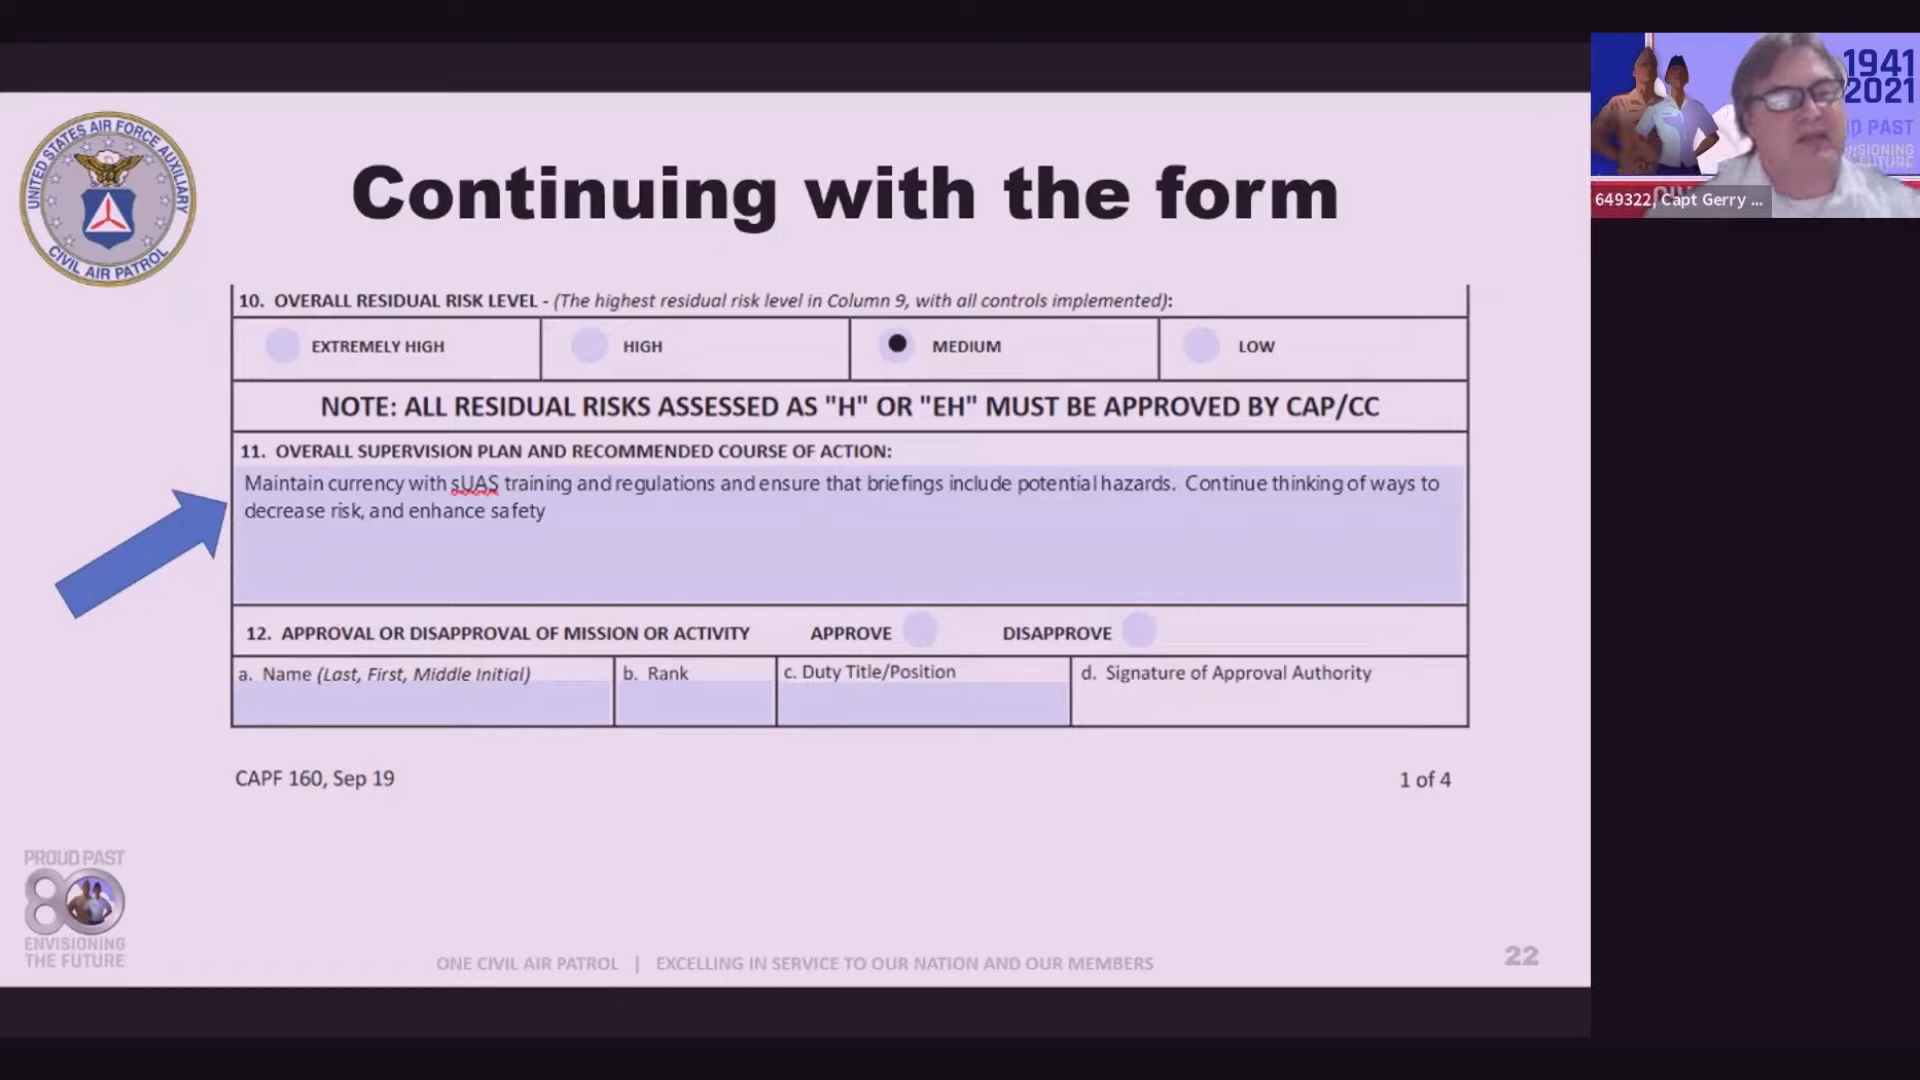 UNITED STATES AIR FORCE AUXILIARY
CIVIL AIR PATROL
Continuing with the form
10. OVERALL RESIDUAL RISK LEVEL - (The highest residual risk level in Column 9, with all controls implemented):
EXTREMELY HIGH HIGH MEDIUM LOW
NOTE: ALL RESIDUAL RISKS ASSESSED AS "H" OR "EH" MUST BE APPROVED BY CAP/CC
11. OVERALL SUPERVISION PLAN AND RECOMMENDED COURSE OF ACTION:
Maintain currency with sUAS training and regulations and ensure that briefings include potential hazards. Continue thinking of ways to
decrease risk, and enhance safety
12. APPROVAL OR DISAPPROVAL OF MISSION OR ACTIVITY APPROVE DISAPPROVE
a. Name (Last, First, Middle Initial) b. Rank c. Duty Title/Position d. Signature of Approval Authority
CAPF 160, Sep 19 1 of 4
PROUD PAST
80
ENVISIONING
THE FUTURE
ONE CIVIL AIR PATROL | EXCELLING IN SERVICE TO OUR NATION AND OUR MEMBERS
22
1941
2021
D PAST
649322, Capt Gerry ...